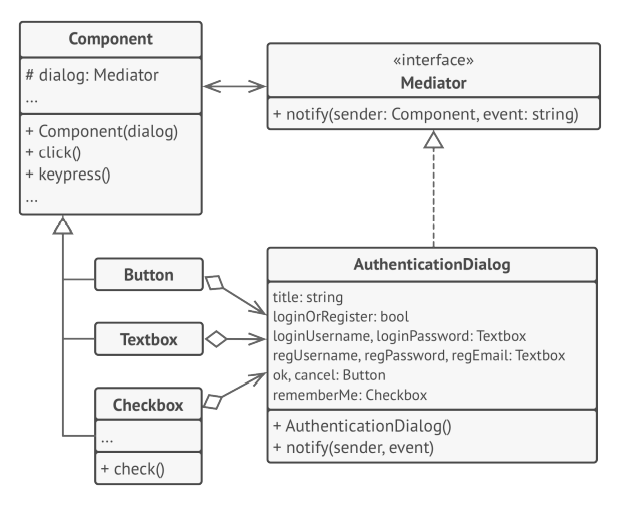 Component
# dialog: Mediator
...
+ Component(dialog)
+ click()
+ keypress()
...
«interface»
Mediator
+ notify(sender: Component, event: string)
Button
Textbox
Checkbox
...
+ check()
AuthenticationDialog
title: string
loginOrRegister: bool
loginUsername, loginPassword: Textbox
regUsername, regPassword, regEmail: Textbox
ok, cancel: Button
rememberMe: Checkbox
+ AuthenticationDialog()
+ notify(sender, event)